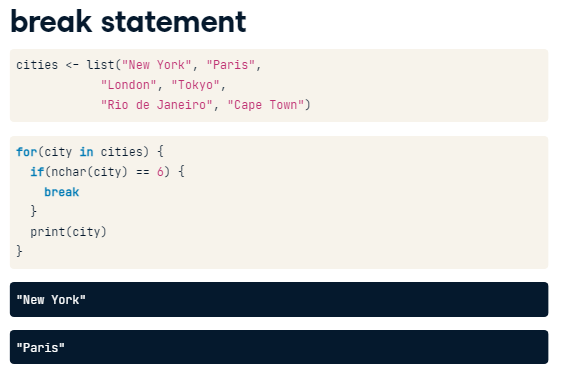 break statement
cities <- list("New York", "Paris",
            "London", "Tokyo",
            "Rio de Janeiro", "Cape Town")
for(city in cities) {
  if(nchar(city) == 6) {
    break
  }
  print(city)
}
"New York"
"Paris"